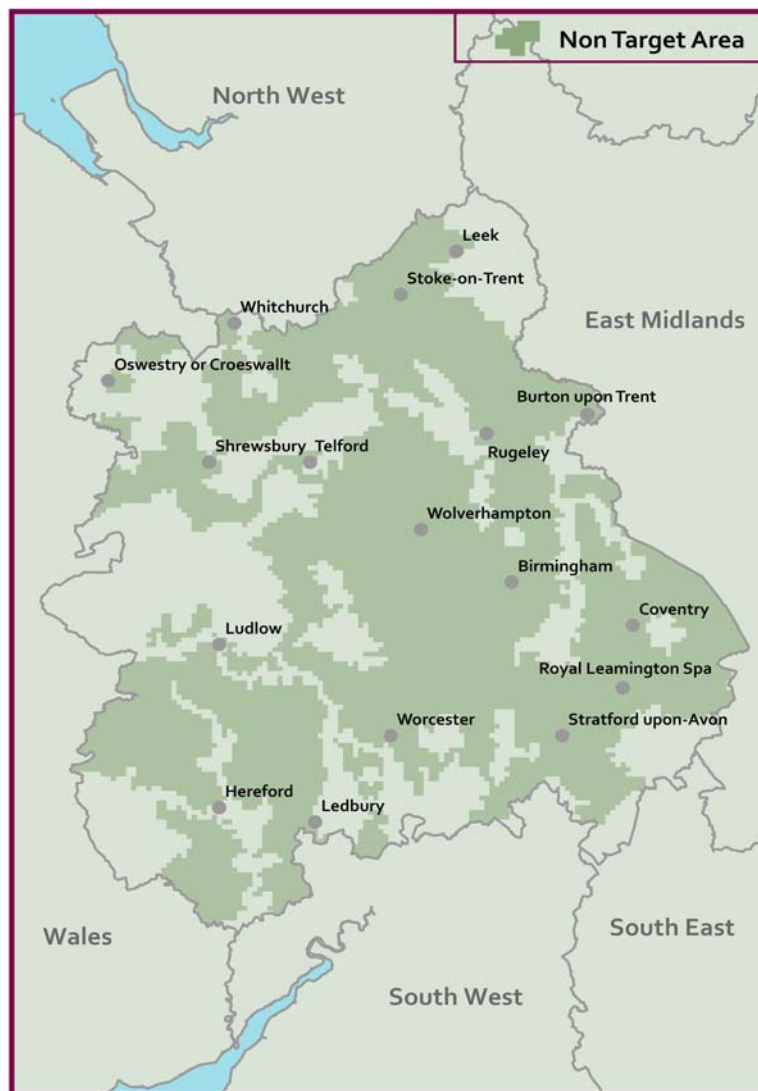 Non Target Area
North West
Leek
Stoke-on-Trent
Whitchurch
East Midlands
Oswestry or Croeswallt
Burton upon Trent
Shrewsbury Telford
Rugeley
Wolverhampton
Birmingham
Coventry
Ludlow
Royal Leamington Spa
Worcester
Stratford upon-Avon
Hereford
Ledbury
Wales
South East
South West